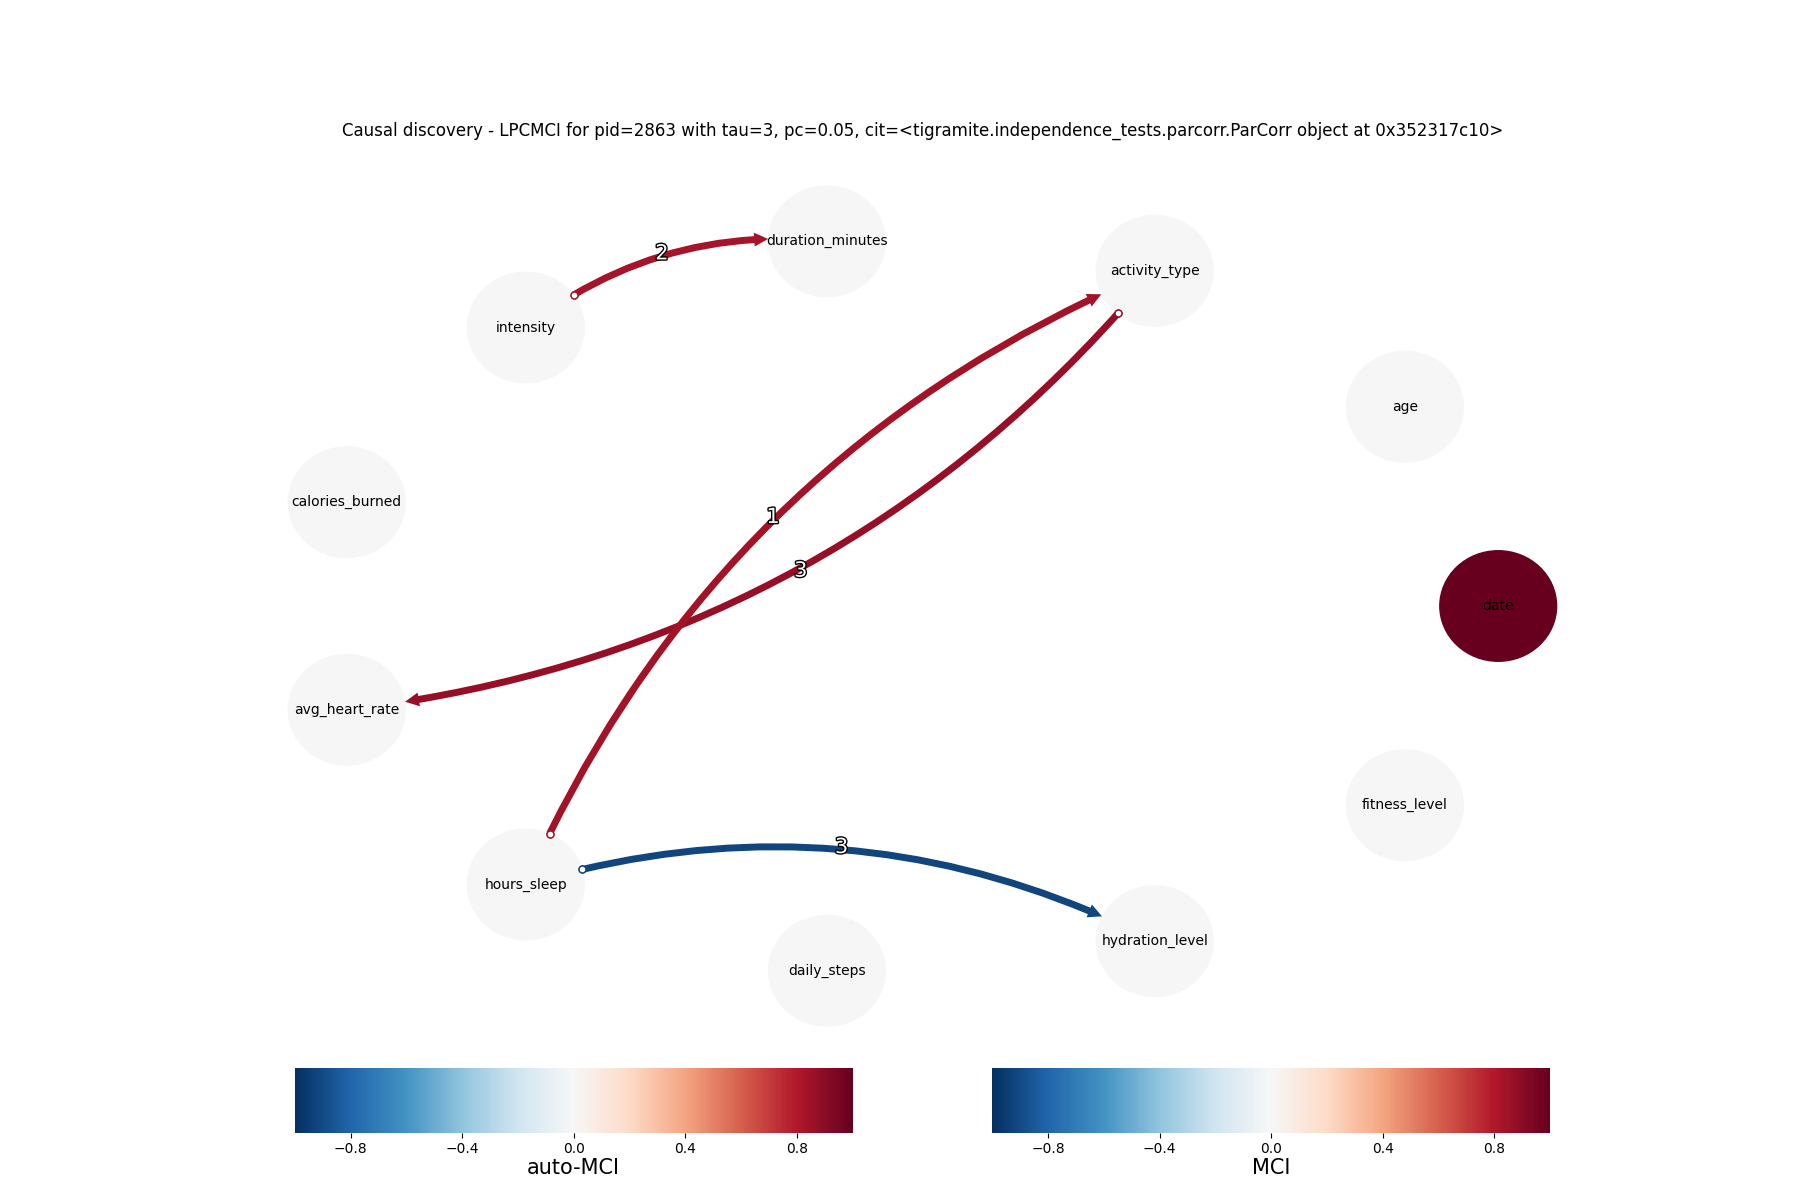 Causal discovery - LPCMCI for pid=2863 with tau=3, pc=0.05, cit=<tigramite.independence_tests.parcorr.ParCorr object at 0x352317c10>
duration_minutes
2
activity_type
intensity
age
calories_burned
1
3
date
avg_heart_rate
fitness_level
3
hours_sleep
hydration_level
daily_steps
−0.8 −0.4 0.0 0.4 0.8
auto-MCI
−0.8 −0.4 0.0 0.4 0.8
MCI